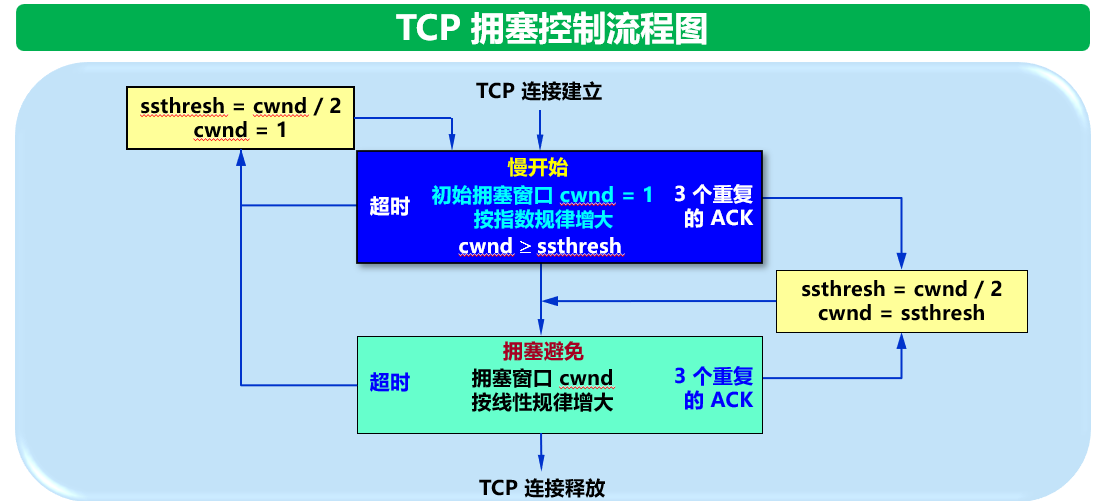 TCP 拥塞控制流程图
TCP 连接建立
ssthresh = cwnd / 2
cwnd = 1
慢开始
超时
初始拥塞窗口 cwnd = 1
按指数规律增大
cwnd ≥ ssthresh
3 个重复
的 ACK
ssthresh = cwnd / 2
cwnd = ssthresh
拥塞避免
超时
拥塞窗口 cwnd
按线性规律增大
3 个重复
的 ACK
TCP 连接释放